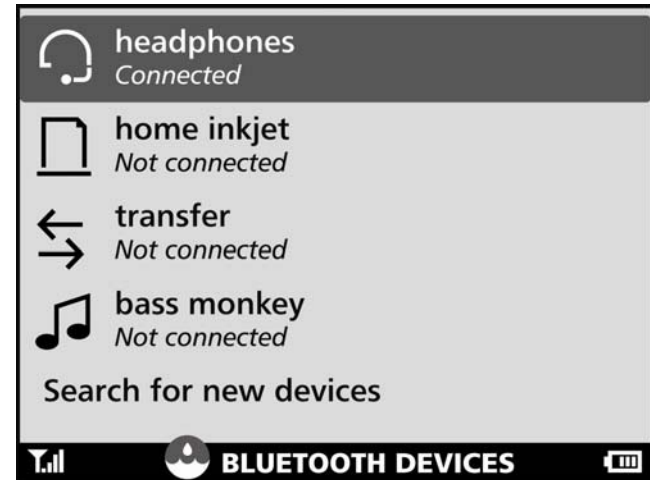 headphones
Connected
home inkjet
Not connected
transfer
Not connected
bass monkey
Not connected
Search for new devices
BLUETOOTH DEVICES